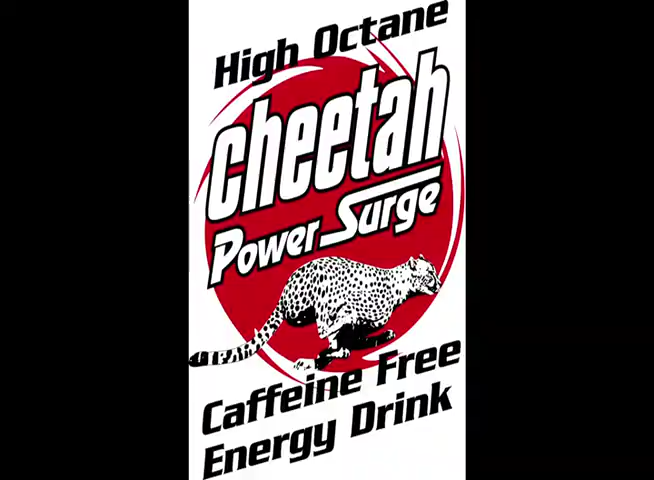 High Octane
Cheetah
Power Surge
Caffeine Free
Energy Drink